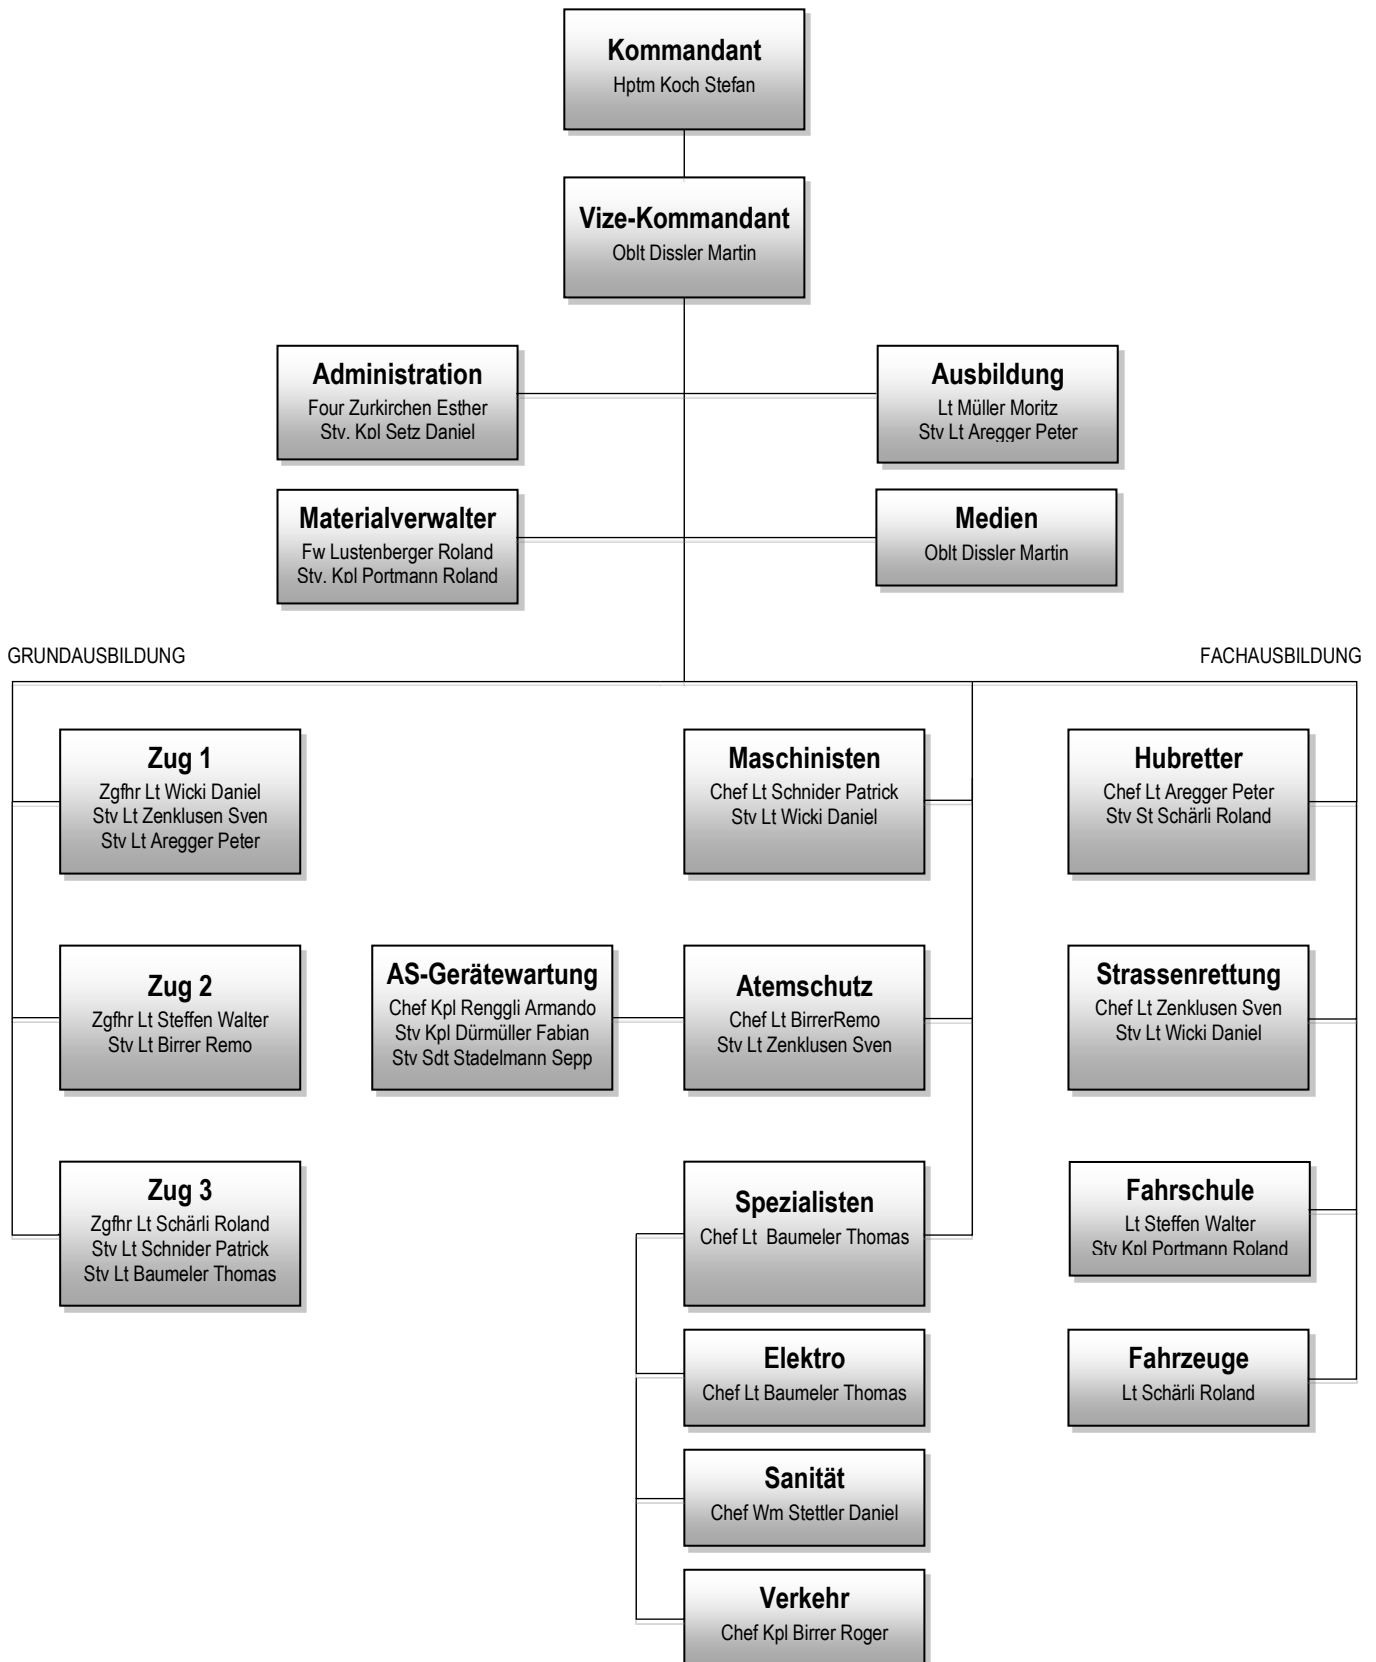 Kommandant
Hptm Koch Stefan
Vize-Kommandant
Oblt Dissler Martin
Administration
Four Zurkirchen Esther
Stv. Kpl Setz Daniel
Ausbildung
Lt Müller Moritz
Stv Lt Aregger Peter
Materialverwalter
Fw Lustenberger Roland
Stv. Kpl Portmann Roland
Medien
Oblt Dissler Martin
GRUNDAUSBILDUNG
FACHAUSBILDUNG
Zug 1
Zgfhr Lt Wicki Daniel
Stv Lt Zenklusen Sven
Stv Lt Aregger Peter
Maschinisten
Chef Lt Schnider Patrick
Stv Lt Wicki Daniel
Hubretter
Chef Lt Aregger Peter
Stv St Schärli Roland
Zug 2
Zgfhr Lt Steffen Walter
Stv Lt Birrer Remo
AS-Gerätewartung
Chef Kpl Renggli Armando
Stv Kpl Dürmüller Fabian
Stv Sdt Stadelmann Sepp
Atemschutz
Chef Lt BirrerRemo
Stv Lt Zenklusen Sven
Strassenrettung
Chef Lt Zenklusen Sven
Stv Lt Wicki Daniel
Zug 3
Zgfhr Lt Schärli Roland
Stv Lt Schnider Patrick
Stv Lt Baumeler Thomas
Spezialisten
Chef Lt  Baumeler Thomas
Fahrschule
Lt Steffen Walter
Stv Kpl Portmann Roland
Elektro
Chef Lt Baumeler Thomas
Fahrzeuge
Lt Schärli Roland
Sanität
Chef Wm Stettler Daniel
Verkehr
Chef Kpl Birrer Roger